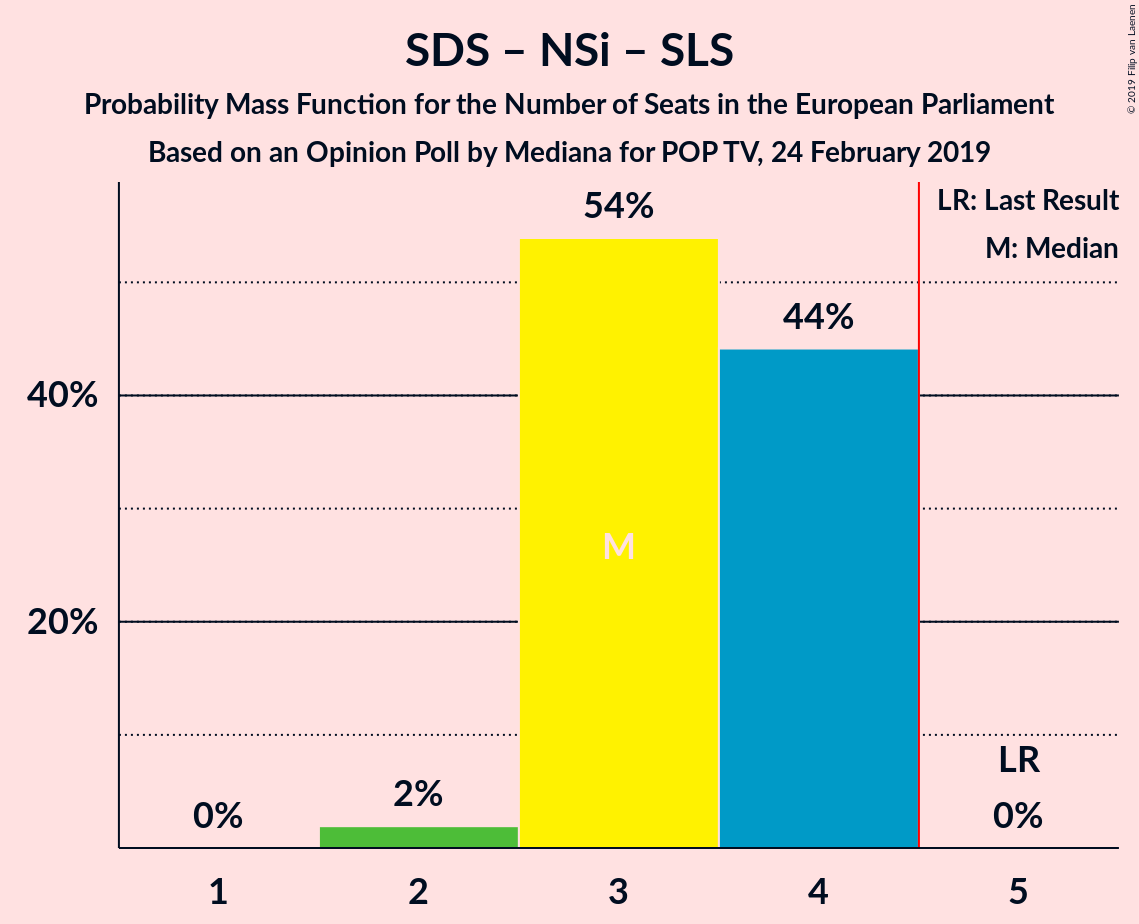 SDS – NSi – SLS
Probability Mass Function for the Number of Seats in the European Parliament
Based on an Opinion Poll by Mediana for POP TV, 24 February 2019
© 2019 Filip van Laenen
LR: Last Result
M: Median
54%
44%
40%
M
20%
LR
2%
0%
0%
1
2
3
4
5